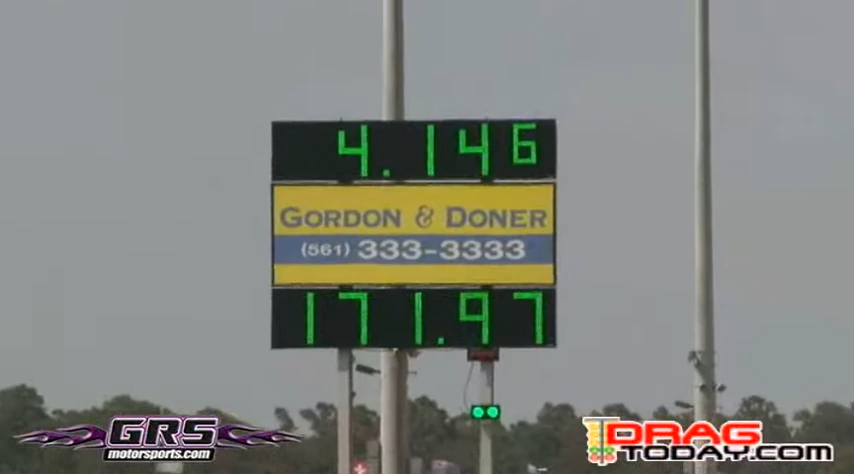 4.146
GORDON & DONER
(561) 333-3333
171.97
GRS
motorsports.com
DRAG
TODAY.COM